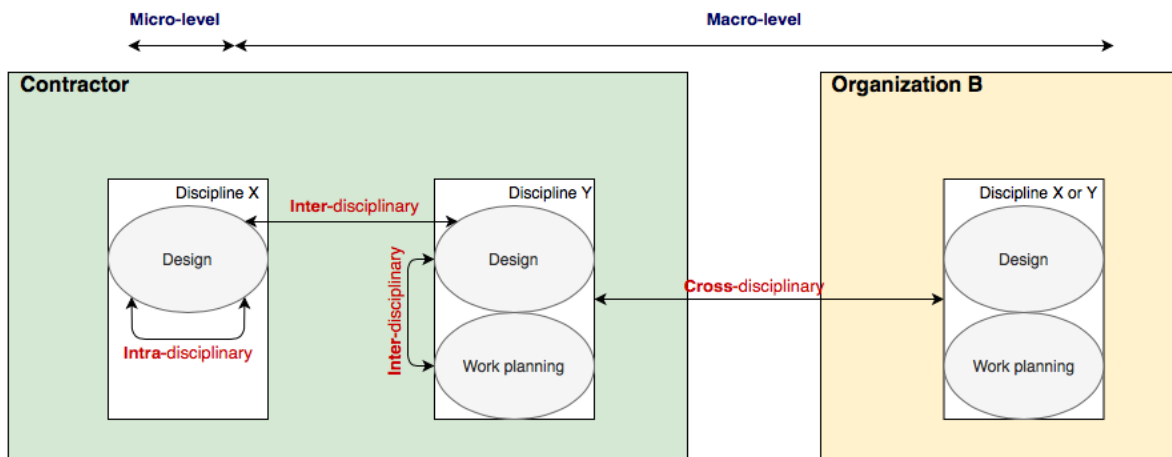 Micro-level
Macro-level
Contractor
Organization B
Discipline X
Discipline Y
Discipline X or Y
Inter-disciplinary
Design
Design
Design
Inter-disciplinary
Cross-disciplinary
Intra-disciplinary
Work planning
Work planning